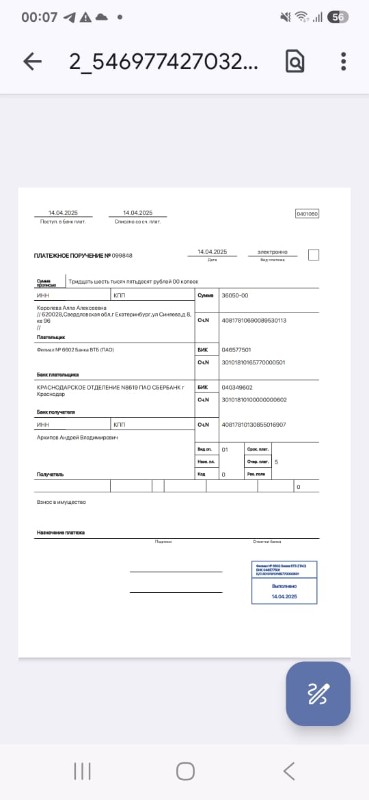 00:07
56
2_546977427032...
14.04.2025
14.04.2025
0401060
Поступ. в банк плат.
Списано со сч. плат.
ПЛАТЕЖНОЕ ПОРУЧЕНИЕ № 099848
14.04.2025
электронно
Дата
Вид платежа
Сумма прописью
Тридцать шесть тысяч пятьдесят рублей 00 копеек
ИНН
КПП
Сумма
36050-00
Королева Алла Алексеевна
// 620028,Свердловская обл,г Екатеринбург,ул Синяева,д 8,
кв 96
//
Сч.N
40817810690089530113
Плательщик
Филиал № 6602 Банка ВТБ (ПАО)
БИК
046577501
Сч.N
30101810165770000501
Банк плательщика
КРАСНОДАРСКОЕ ОТДЕЛЕНИЕ N8619 ПАО СБЕРБАНК г
Краснодар
БИК
040349602
Сч.N
30101810100000000602
Банк получателя
ИНН
КПП
Сч.N
40817810130855016907
Архипов Андрей Владимирович
Вид оп.
01
Срок. плат.
Наз. пл.
Очер. плат.
5
Получатель
Код
0
Рез. поле
0
Взнос в имущество
Назначение платежа
Подписи
Отметки банка
Филиал № 6602 Банка ВТБ (ПАО)
БИК 046577501
Выполнено
14.04.2025